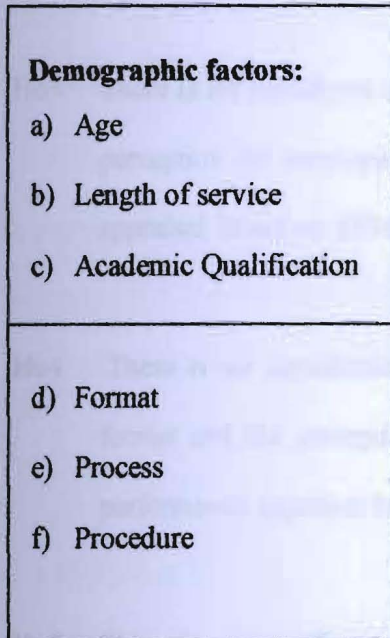 Demographic factors:
a) Age
b) Length of service
c) Academic Qualification
d) Format
e) Process
f) Procedure